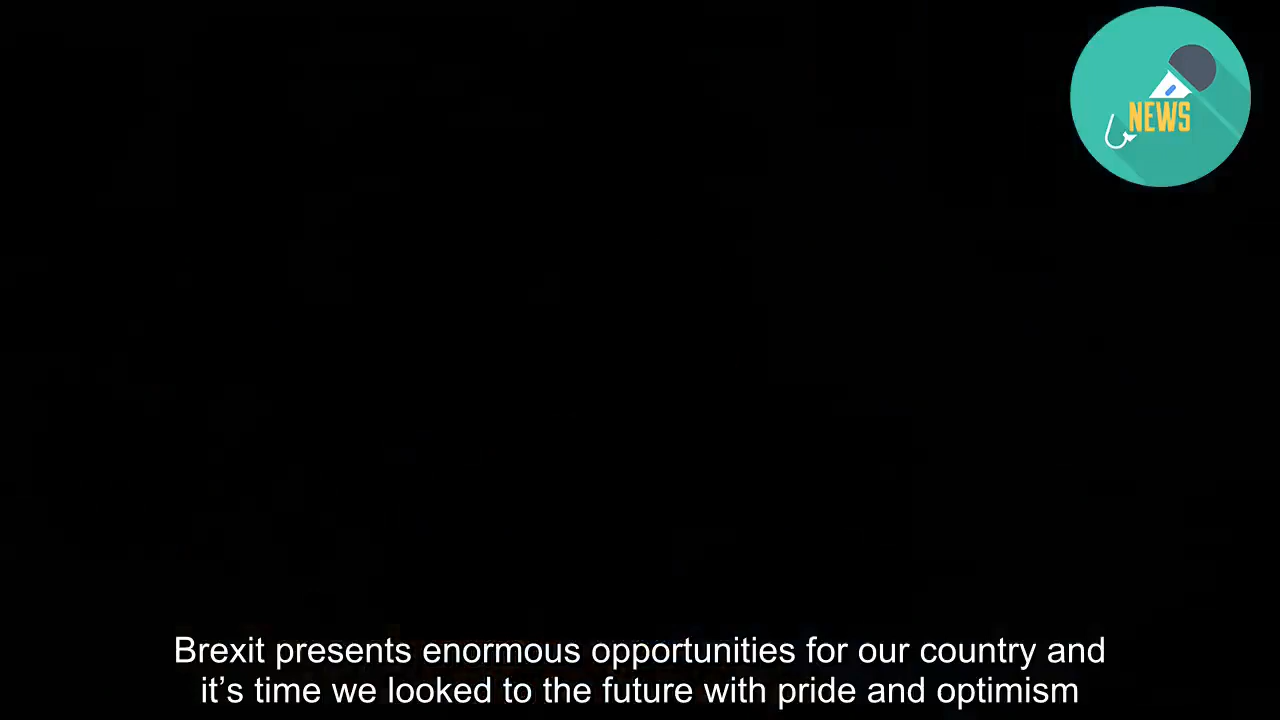 NEWS
Brexit presents enormous opportunities for our country and
it’s time we looked to the future with pride and optimism